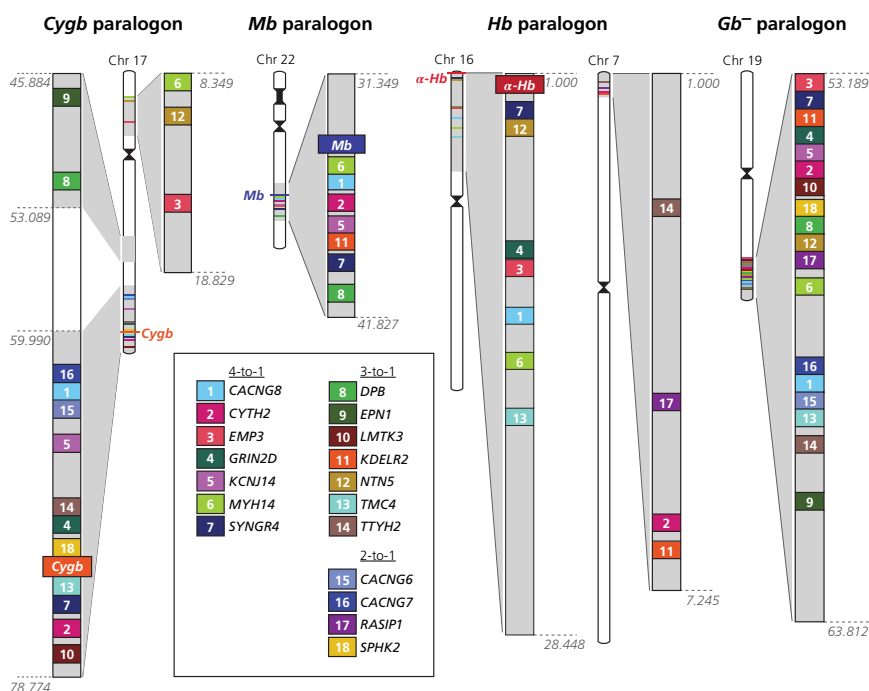 Cygb paralogon
Mb paralogon
Hb paralogon
Gb− paralogon
Chr 17
45.884
9
8
53.089
59.990
16
1
15
5
14
4
18
Cygb
13
7
2
10
78.774
Cygb
6
12
3
8.349
18.829
Chr 22
Mb
31.349
Mb
6
1
2
5
11
7
8
41.827
Chr 16
α-Hb
1.000
α-Hb
7
12
4
3
1
6
13
28.448
Chr 7
1.000
14
17
2
11
7.245
Chr 19
53.189
3
7
11
4
5
2
10
18
8
12
17
6
16
1
15
13
14
9
63.812
4-to-1
1 CACNG8
2 CYTH2
3 EMP3
4 GRIN2D
5 KCNJ14
6 MYH14
7 SYNGR4
3-to-1
8 DPB
9 EPN1
10 LMTK3
11 KDELR2
12 NTN5
13 TMC4
14 TTYH2
2-to-1
15 CACNG6
16 CACNG7
17 RASIP1
18 SPHK2